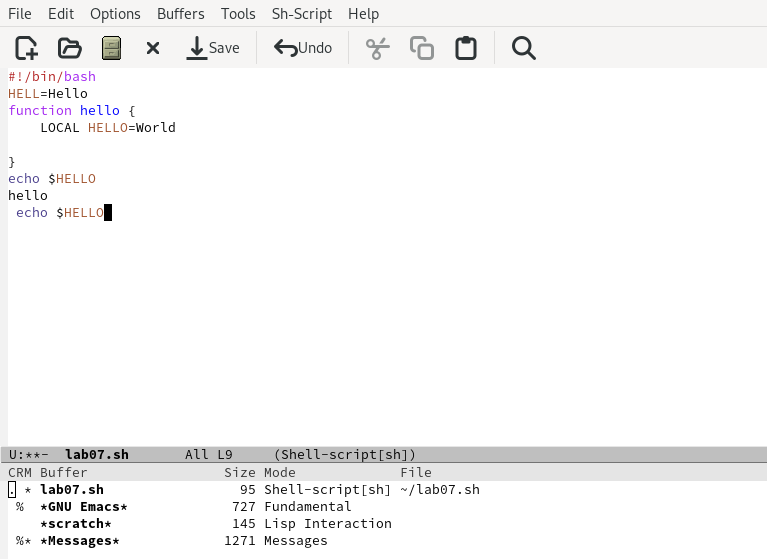 File Edit Options Buffers Tools Sh-Script Help
Save Undo
#!/bin/bash
HELL=Hello
function hello {
    LOCAL HELLO=World
}
echo $HELLO
hello
 echo $HELLO
U:**-  lab07.sh       All L9     (Shell-script[sh])
CRM Buffer                 Size Mode             File
. * lab07.sh                 95 Shell-script[sh] ~/lab07.sh
 %  *GNU Emacs*             727 Fundamental
    *scratch*               145 Lisp Interaction
 %* *Messages*             1271 Messages